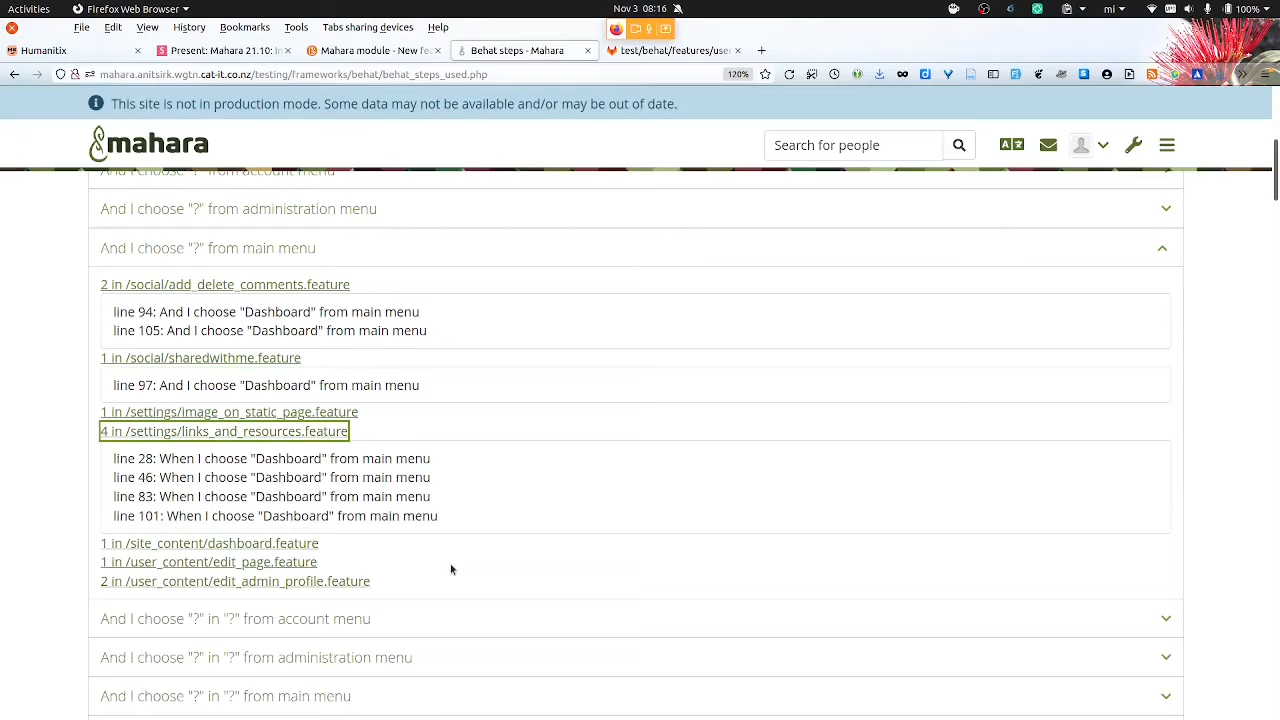 Activities
Firefox Web Browser
Nov 3 08:16
mi
100%
File Edit View History Bookmarks Tools Tabs sharing devices Help
Humanitix
Present: Mahara 21.10: I
Mahara module - New fe
Behat steps - Mahara
test/behat/features/user
mahara.anitsirk.wgtn.cat-it.co.nz/testing/frameworks/behat/behat_steps_used.php
120%
This site is not in production mode. Some data may not be available and/or may be out of date.
mahara
Search for people
And I choose "?" from account menu
And I choose "?" from administration menu
And I choose "?" from main menu
2 in /social/add_delete_comments.feature
line 94: And I choose "Dashboard" from main menu
line 105: And I choose "Dashboard" from main menu
1 in /social/sharedwithme.feature
line 97: And I choose "Dashboard" from main menu
1 in /settings/image_on_static_page.feature
4 in /settings/links_and_resources.feature
line 28: When I choose "Dashboard" from main menu
line 46: When I choose "Dashboard" from main menu
line 83: When I choose "Dashboard" from main menu
line 101: When I choose "Dashboard" from main menu
1 in /site_content/dashboard.feature
1 in /user_content/edit_page.feature
2 in /user_content/edit_admin_profile.feature
And I choose "?" in "?" from account menu
And I choose "?" in "?" from administration menu
And I choose "?" in "?" from main menu